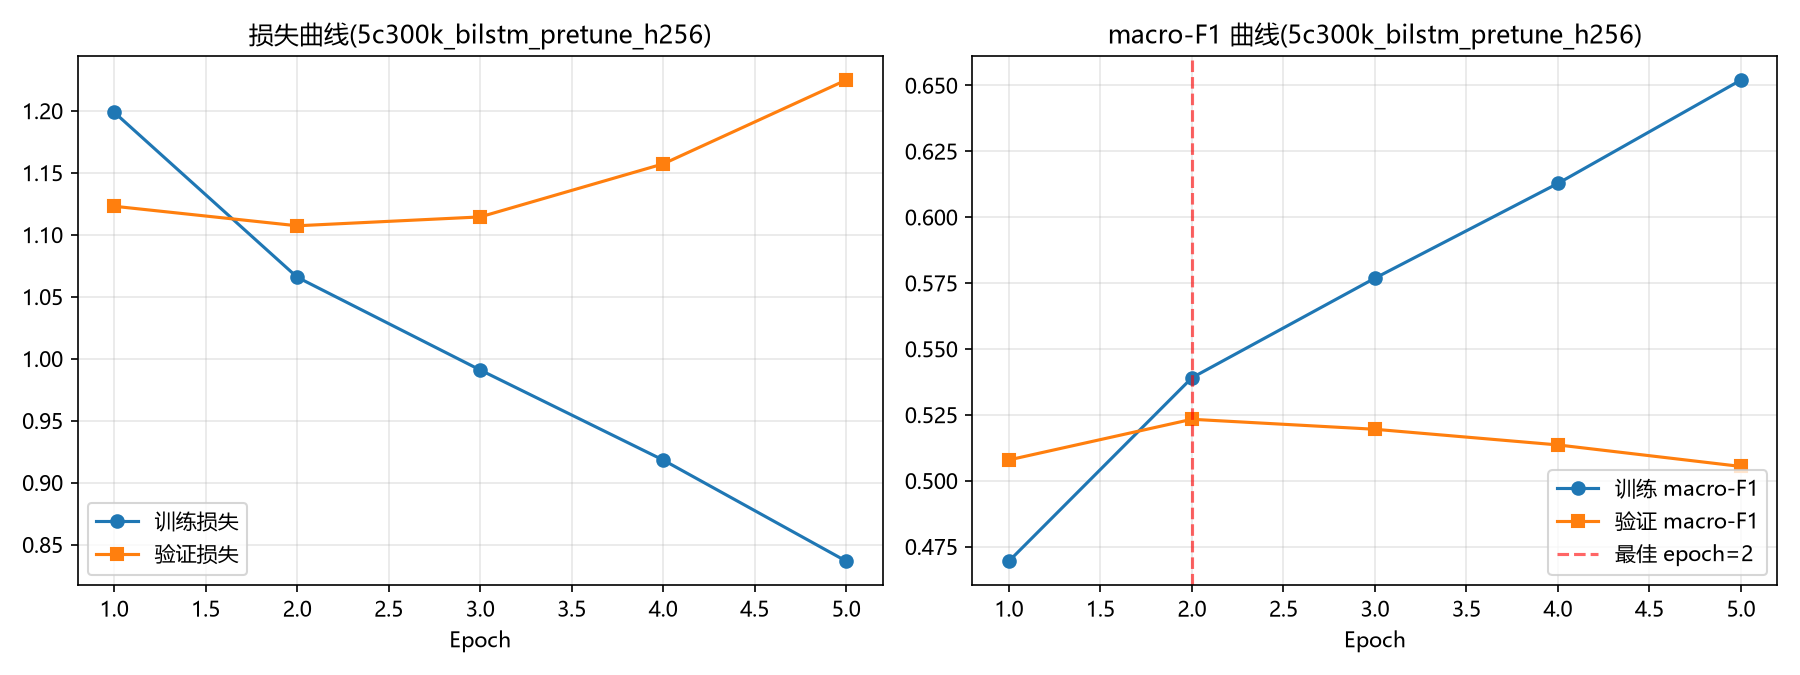 损失曲线(5c300k_bilstm_pretune_h256)
1.20
1.15
1.10
1.05
1.00
0.95
0.90
0.85
训练损失
验证损失
1.0 1.5 2.0 2.5 3.0 3.5 4.0 4.5 5.0
Epoch
macro-F1 曲线(5c300k_bilstm_pretune_h256)
0.650
0.625
0.600
0.575
0.550
0.525
0.500
0.475
训练 macro-F1
验证 macro-F1
最佳 epoch=2
1.0 1.5 2.0 2.5 3.0 3.5 4.0 4.5 5.0
Epoch